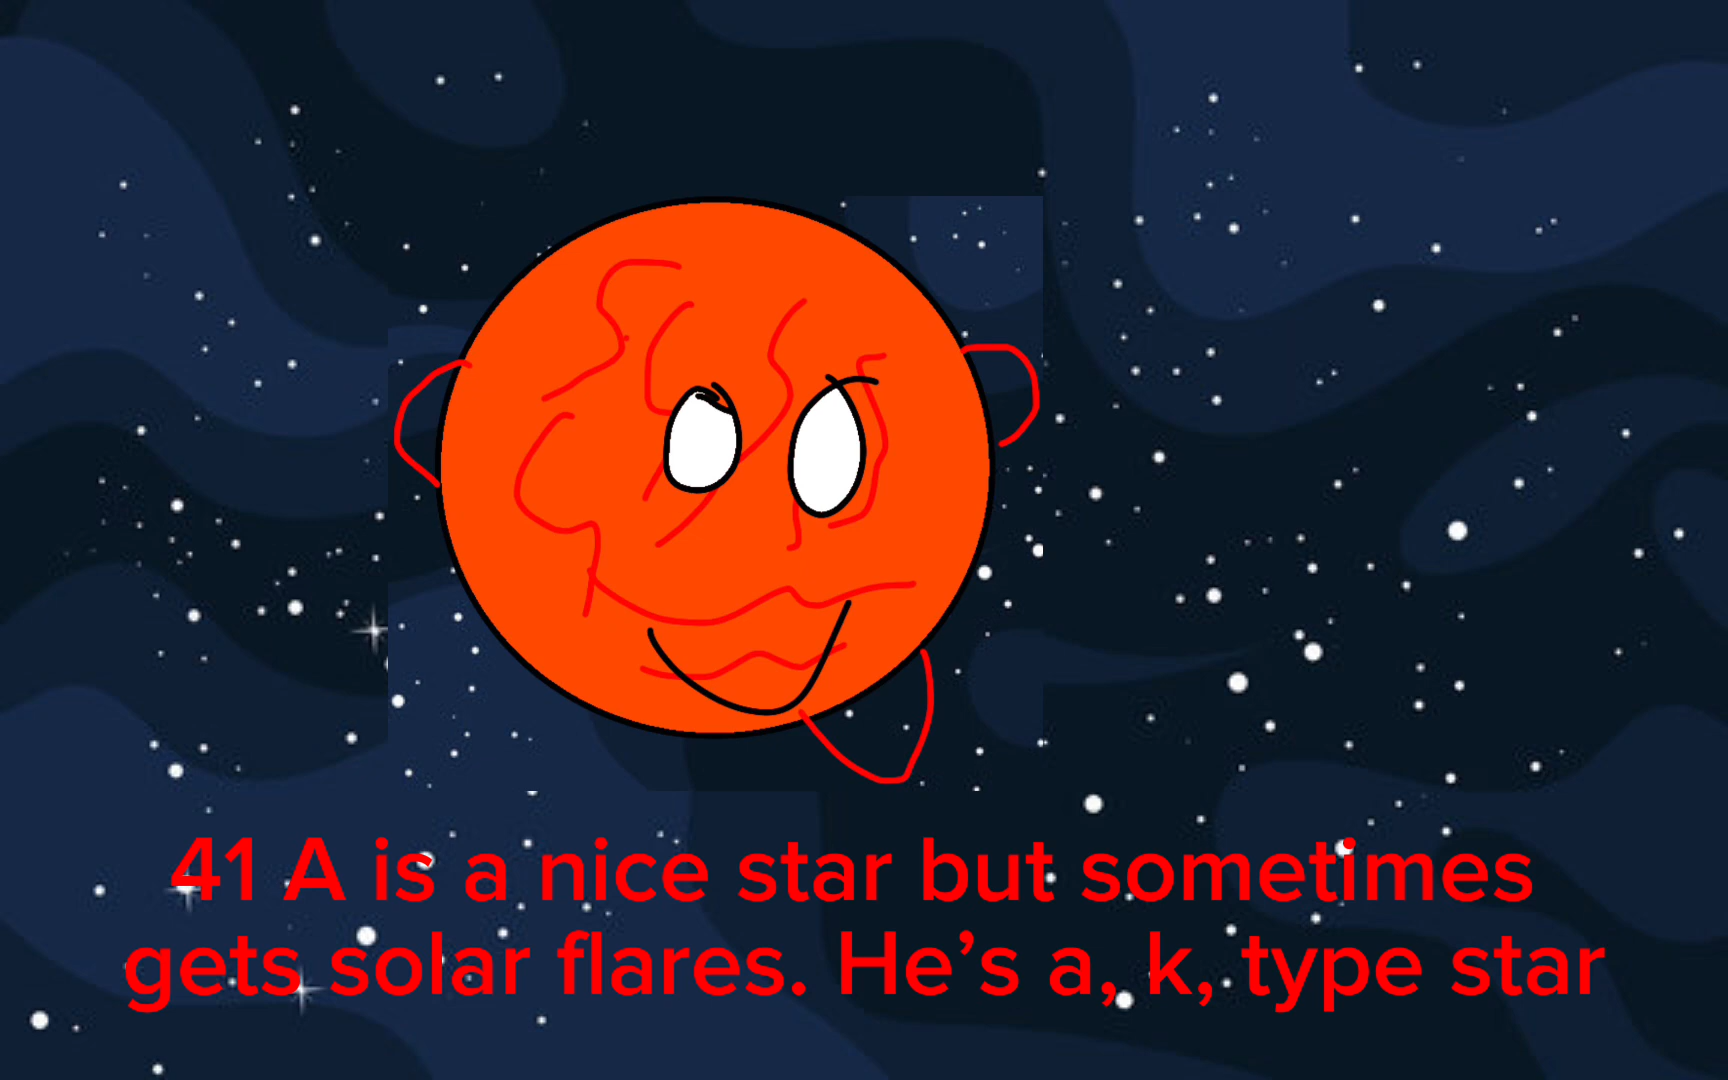 41 A is a nice star but sometimes
gets solar flares. He’s a, k, type star